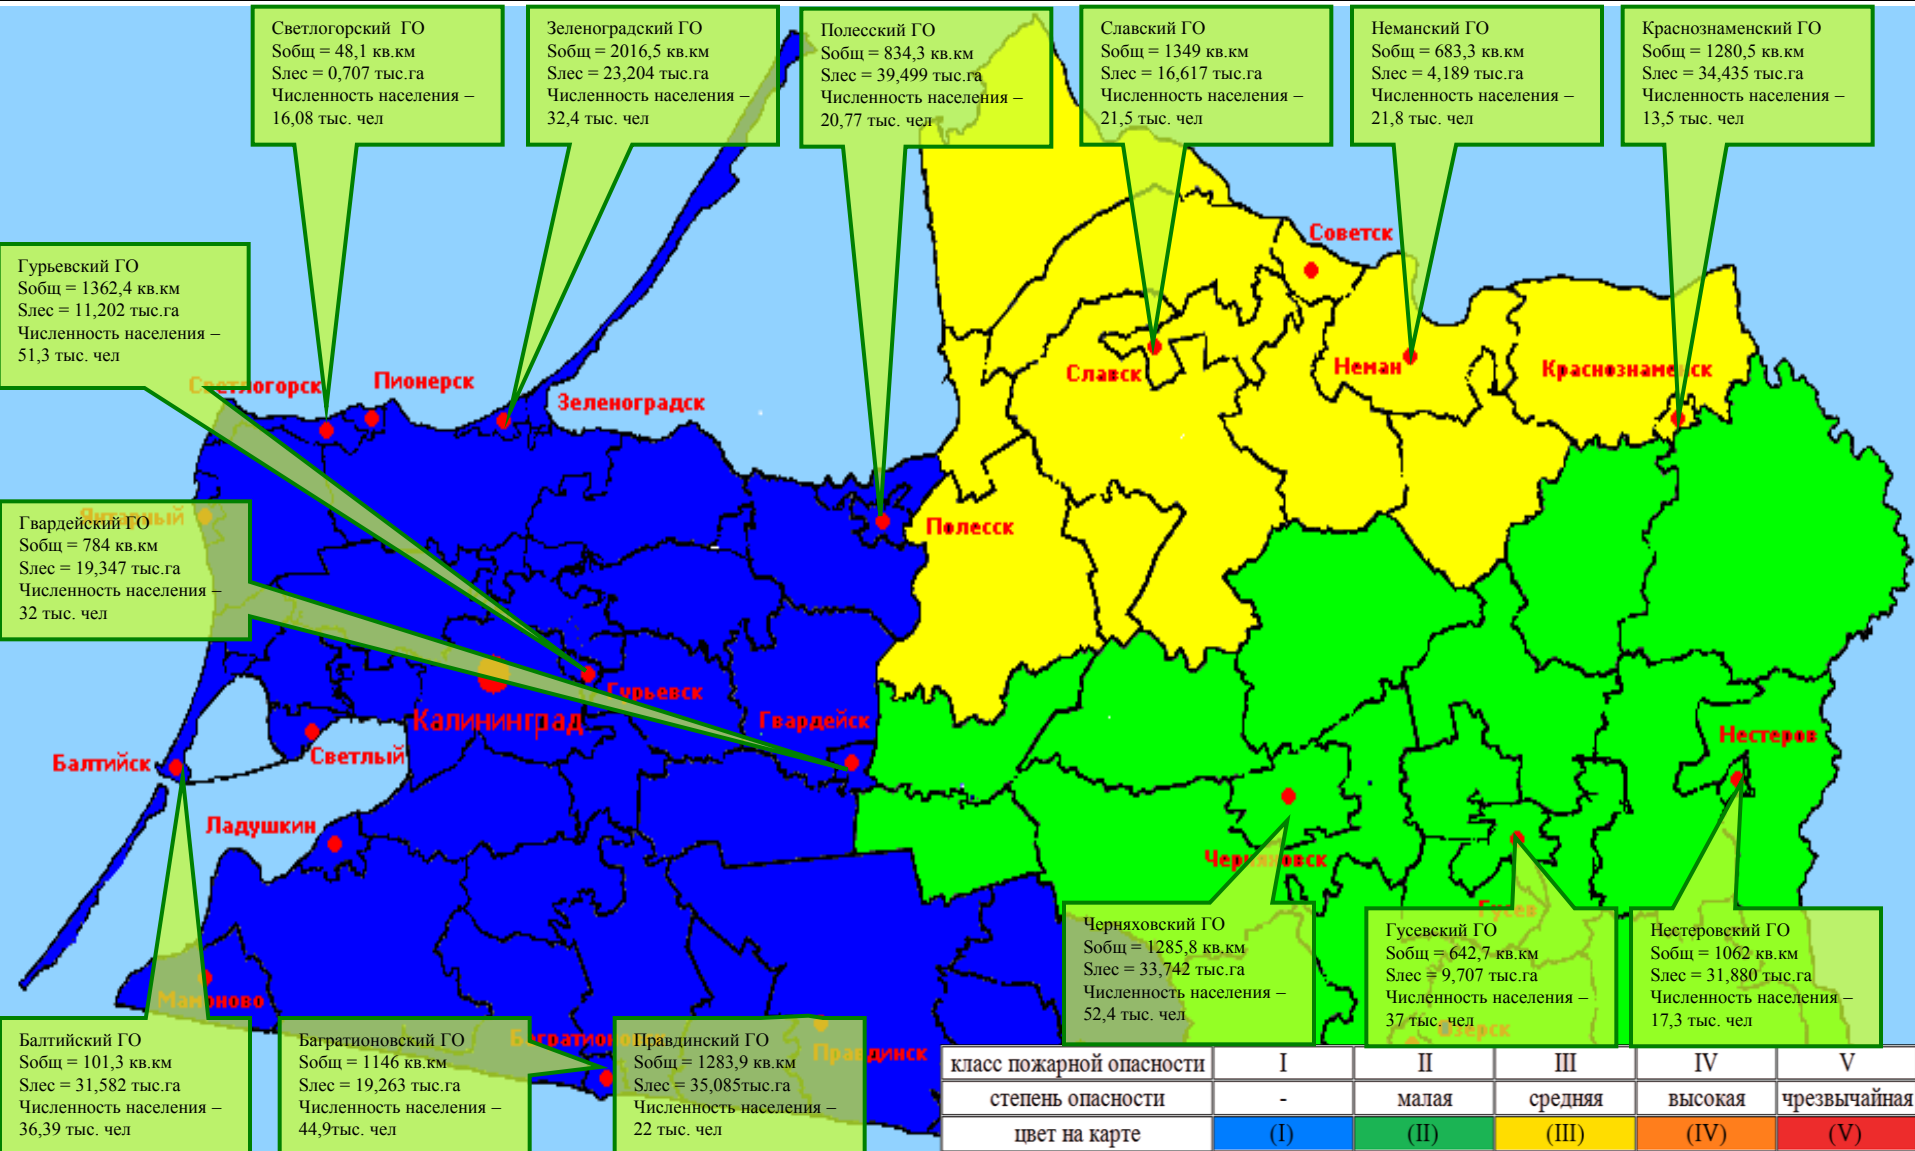 Светлогорский ГО
Sобщ = 48,1 кв.км
Sлес = 0,707 тыс.га
Численность населения –
16,08 тыс. чел
Зеленоградский ГО
Sобщ = 2016,5 кв.км
Sлес = 23,204 тыс.га
Численность населения –
32,4 тыс. чел
Полесский ГО
Sобщ = 834,3 кв.км
Sлес = 39,499 тыс.га
Численность населения –
20,77 тыс. чел
Славский ГО
Sобщ = 1349 кв.км
Sлес = 16,617 тыс.га
Численность населения –
21,5 тыс. чел
Неманский ГО
Sобщ = 683,3 кв.км
Sлес = 4,189 тыс.га
Численность населения –
21,8 тыс. чел
Краснознаменский ГО
Sобщ = 1280,5 кв.км
Sлес = 34,435 тыс.га
Численность населения –
13,5 тыс. чел
Гурьевский ГО
Sобщ = 1362,4 кв.км
Sлес = 11,202 тыс.га
Численность населения –
51,3 тыс. чел
Советск
Славск
Неман
Краснознаменск
Светлогорск
Пионерск
Зеленоградск
Янтарный
Полесск
Гвардейский ГО
Sобщ = 784 кв.км
Sлес = 19,347 тыс.га
Численность населения –
32 тыс. чел
Гурьевск
Калининград
Гвардейск
Балтийск
Светлый
Нестеров
Ладушкин
Черняховск
Гусев
Мамоново
Багратионовск
Правдинск
Озерск
Черняховский ГО
Sобщ = 1285,8 кв.км
Sлес = 33,742 тыс.га
Численность населения –
52,4 тыс. чел
Гусевский ГО
Sобщ = 642,7 кв.км
Sлес = 9,707 тыс.га
Численность населения –
37 тыс. чел
Нестеровский ГО
Sобщ = 1062 кв.км
Sлес = 31,880 тыс.га
Численность населения –
17,3 тыс. чел
Балтийский ГО
Sобщ = 101,3 кв.км
Sлес = 31,582 тыс.га
Численность населения –
36,39 тыс. чел
Багратионовский ГО
Sобщ = 1146 кв.км
Sлес = 19,263 тыс.га
Численность населения –
44,9тыс. чел
Правдинский ГО
Sобщ = 1283,9 кв.км
Sлес = 35,085тыс.га
Численность населения –
22 тыс. чел
класс пожарной опасности I II III IV V
степень опасности - малая средняя высокая чрезвычайная
цвет на карте (I) (II) (III) (IV) (V)